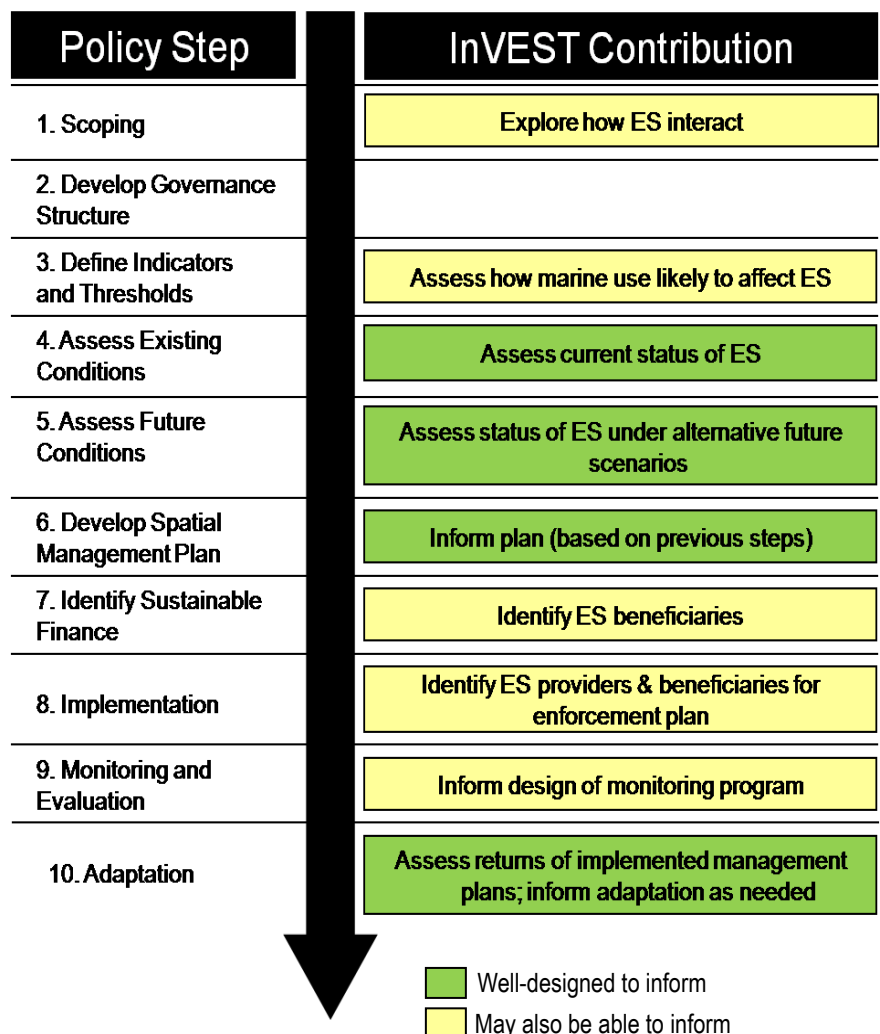 Policy Step
InVEST Contribution
1. Scoping
Explore how ES interact
2. Develop Governance
Structure
3. Define Indicators
and Thresholds
Assess how marine use likely to affect ES
4. Assess Existing
Conditions
Assess current status of ES
5. Assess Future
Conditions
Assess status of ES under alternative future
scenarios
6. Develop Spatial
Management Plan
Inform plan (based on previous steps)
7. Identify Sustainable
Finance
Identify ES beneficiaries
8. Implementation
Identify ES providers & beneficiaries for
enforcement plan
9. Monitoring and
Evaluation
Inform design of monitoring program
10. Adaptation
Assess returns of implemented management
plans; inform adaptation as needed
Well-designed to inform
May also be able to inform